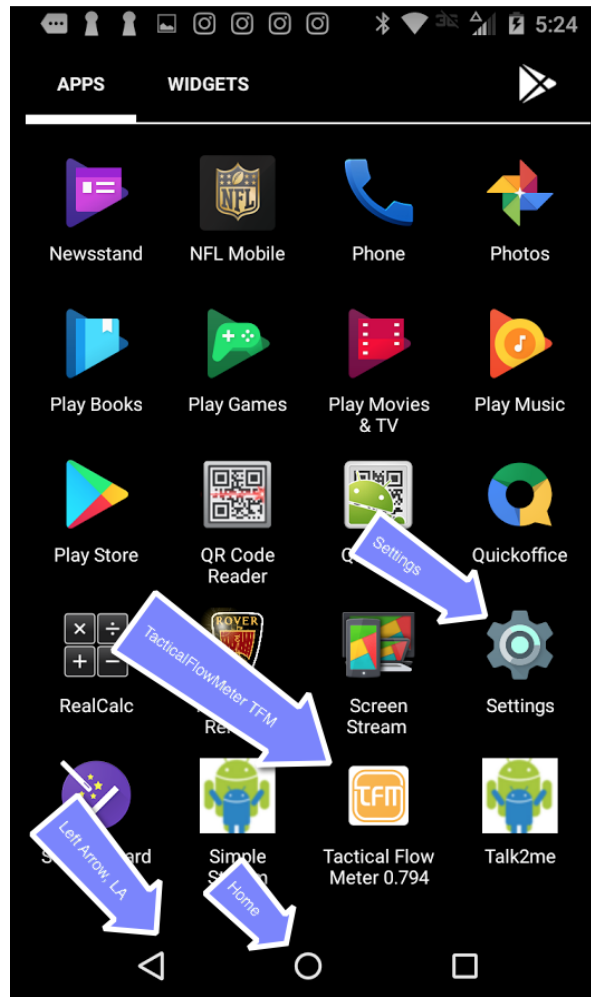 5:24
APPS WIDGETS
Newsstand NFL Mobile Phone Photos
NFL
Play Books Play Games Play Movies Play Music
& TV
Play Store QR Code Quickoffice
Reader
Settings
ROVER
TacticalFlowMeter TFM
RealCalc Screen Settings
Stream
TFM
Left Arrow, LA
Simple Tactical Flow Talk2me
Meter 0.794
Home